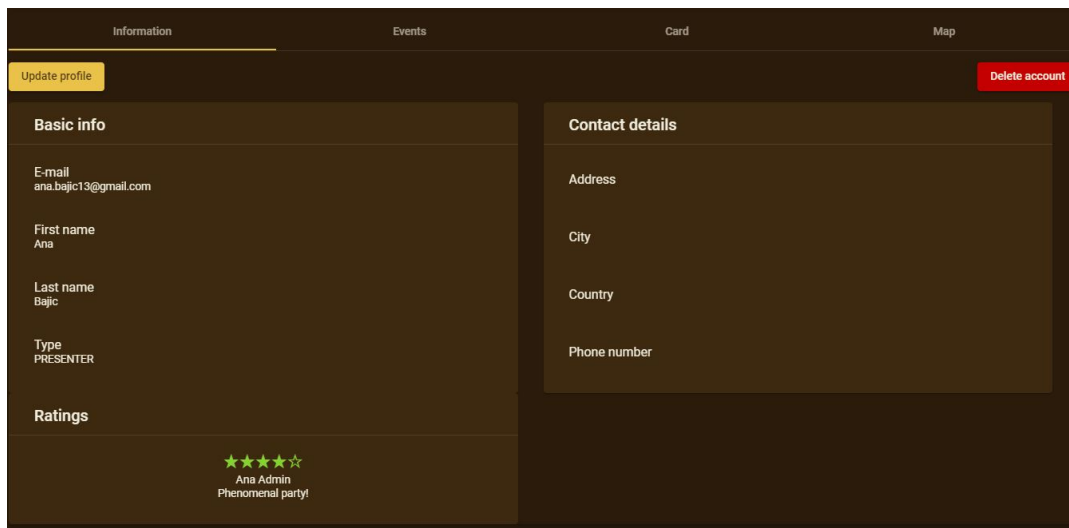 Information
Events
Card
Map
Update profile
Delete account
Basic info
E-mail
ana.bajic13@gmail.com
First name
Ana
Last name
Bajic
Type
PRESENTER
Contact details
Address
City
Country
Phone number
Ratings
Ana Admin
Phenomenal party!